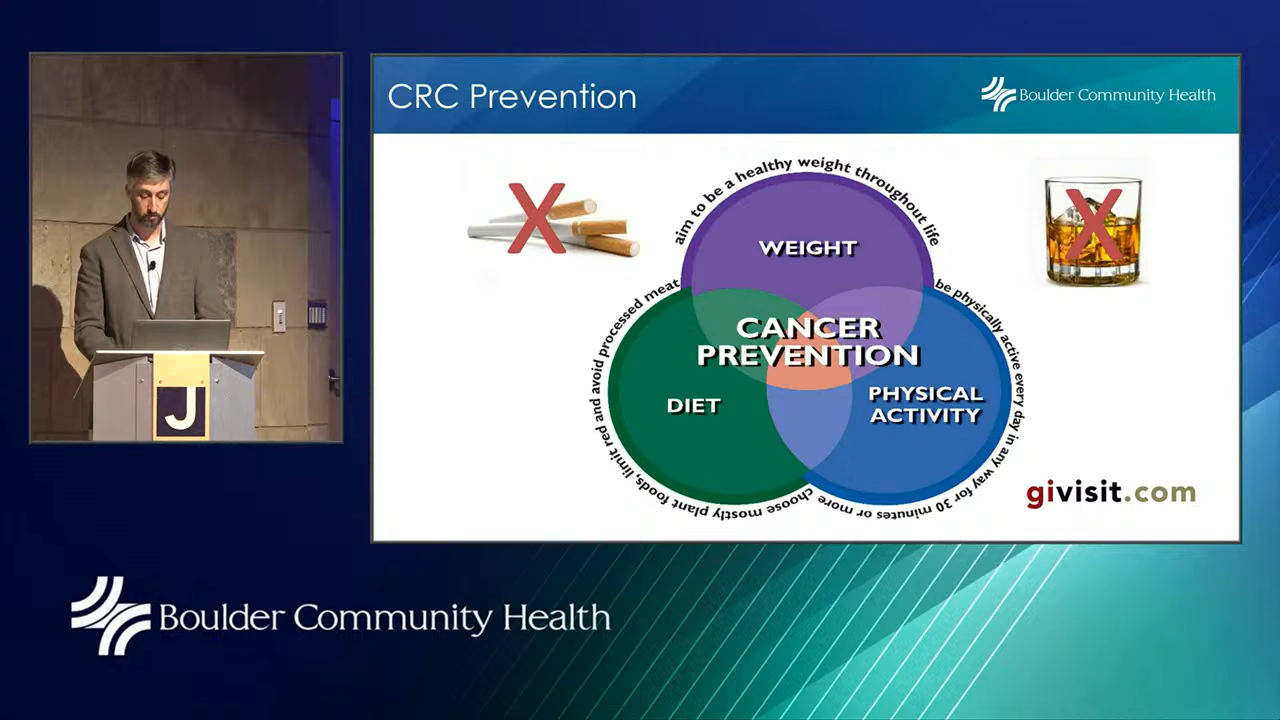 CRC Prevention
Boulder Community Health
aim to be a healthy weight throughout life
WEIGHT
be physically active every day in any way for 30 minutes or more
choose mostly plant foods, limit red and avoid processed meat
CANCER
PREVENTION
DIET
PHYSICAL
ACTIVITY
X
X
givisit.com
J
Boulder Community Health